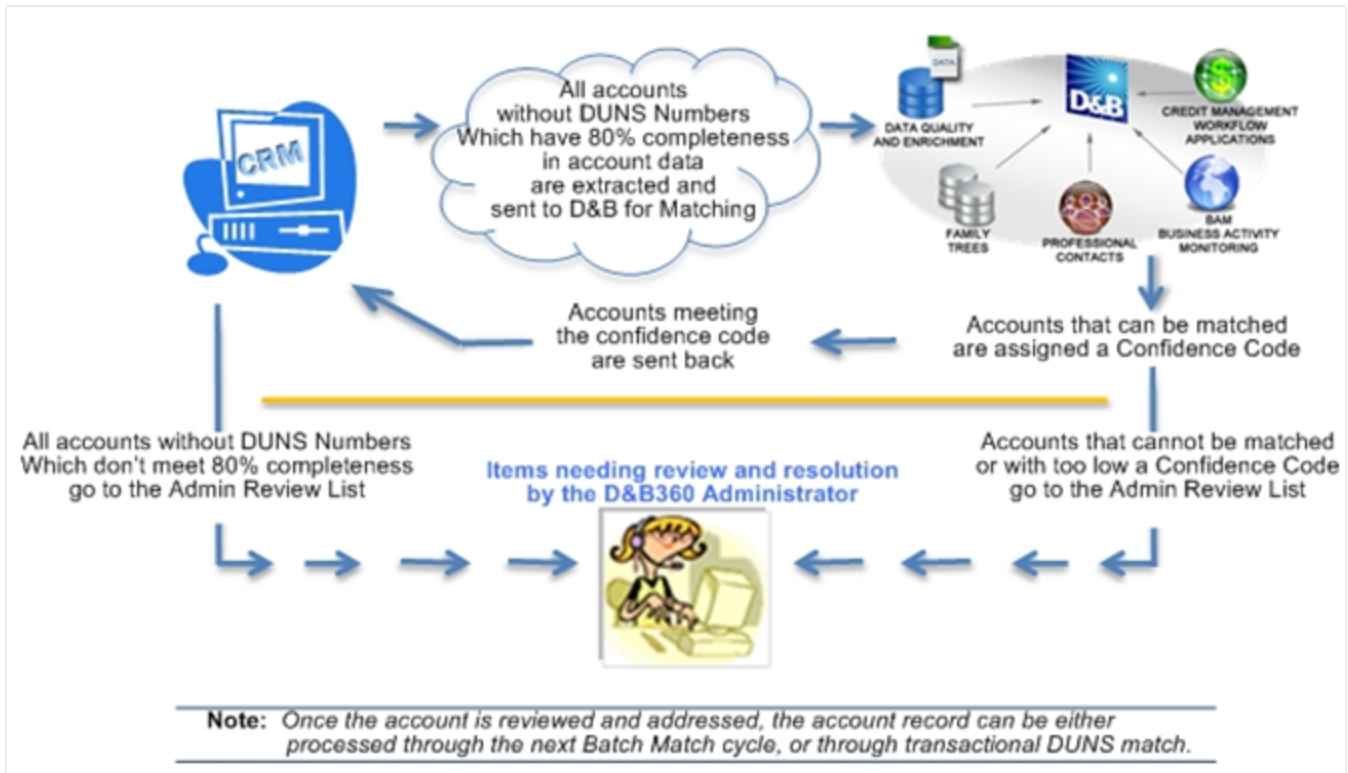 CRM
All accounts
without DUNS Numbers
Which have 80% completeness
in account data
are extracted and
sent to D&B for Matching
DATA
D&B
DATA QUALITY
AND ENRICHMENT
CREDIT MANAGEMENT
WORKFLOW
APPLICATIONS
FAMILY
TREES
PROFESSIONAL
CONTACTS
BAM
BUSINESS ACTIVITY
MONITORING
Accounts meeting
the confidence code
are sent back
Accounts that can be matched
are assigned a Confidence Code
All accounts without DUNS Numbers
Which don't meet 80% completeness
go to the Admin Review List
Items needing review and resolution
by the D&B360 Administrator
Accounts that cannot be matched
or with too low a Confidence Code
go to the Admin Review List
Note: Once the account is reviewed and addressed, the account record can be either
processed through the next Batch Match cycle, or through transactional DUNS match.